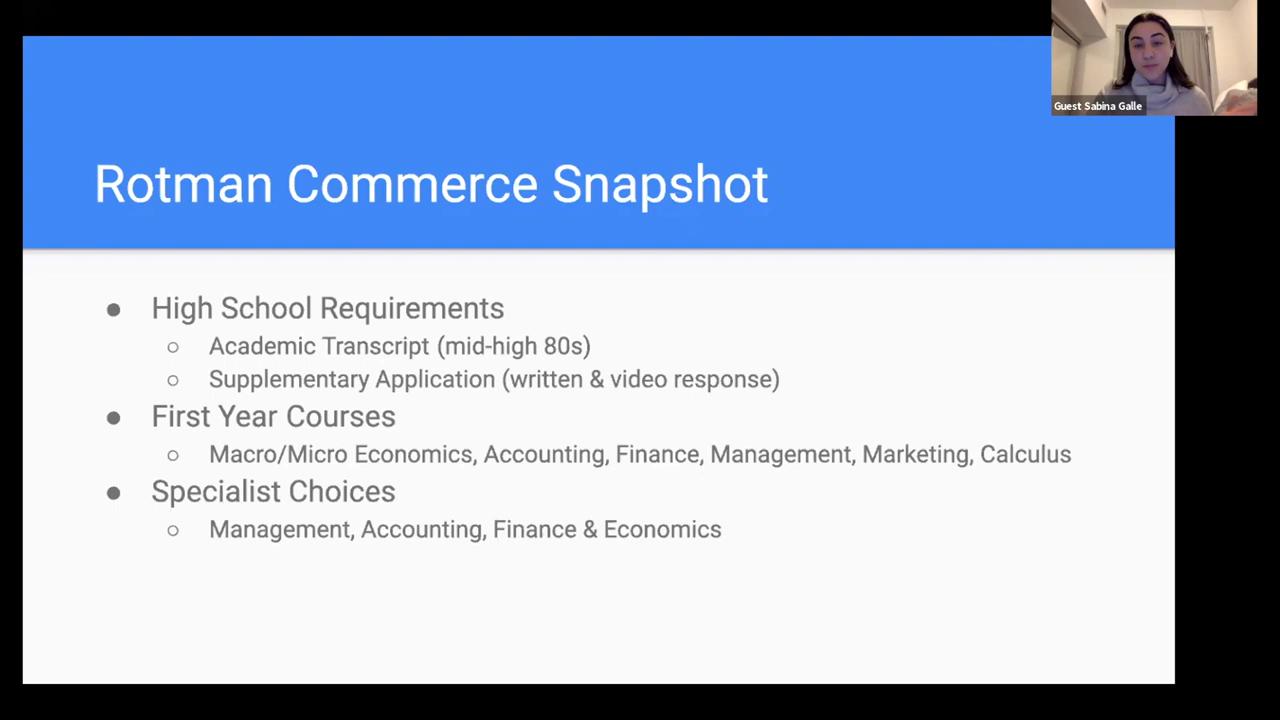 Guest Sabina Galle
Rotman Commerce Snapshot
● High School Requirements
○ Academic Transcript (mid-high 80s)
○ Supplementary Application (written & video response)
● First Year Courses
○ Macro/Micro Economics, Accounting, Finance, Management, Marketing, Calculus
● Specialist Choices
○ Management, Accounting, Finance & Economics